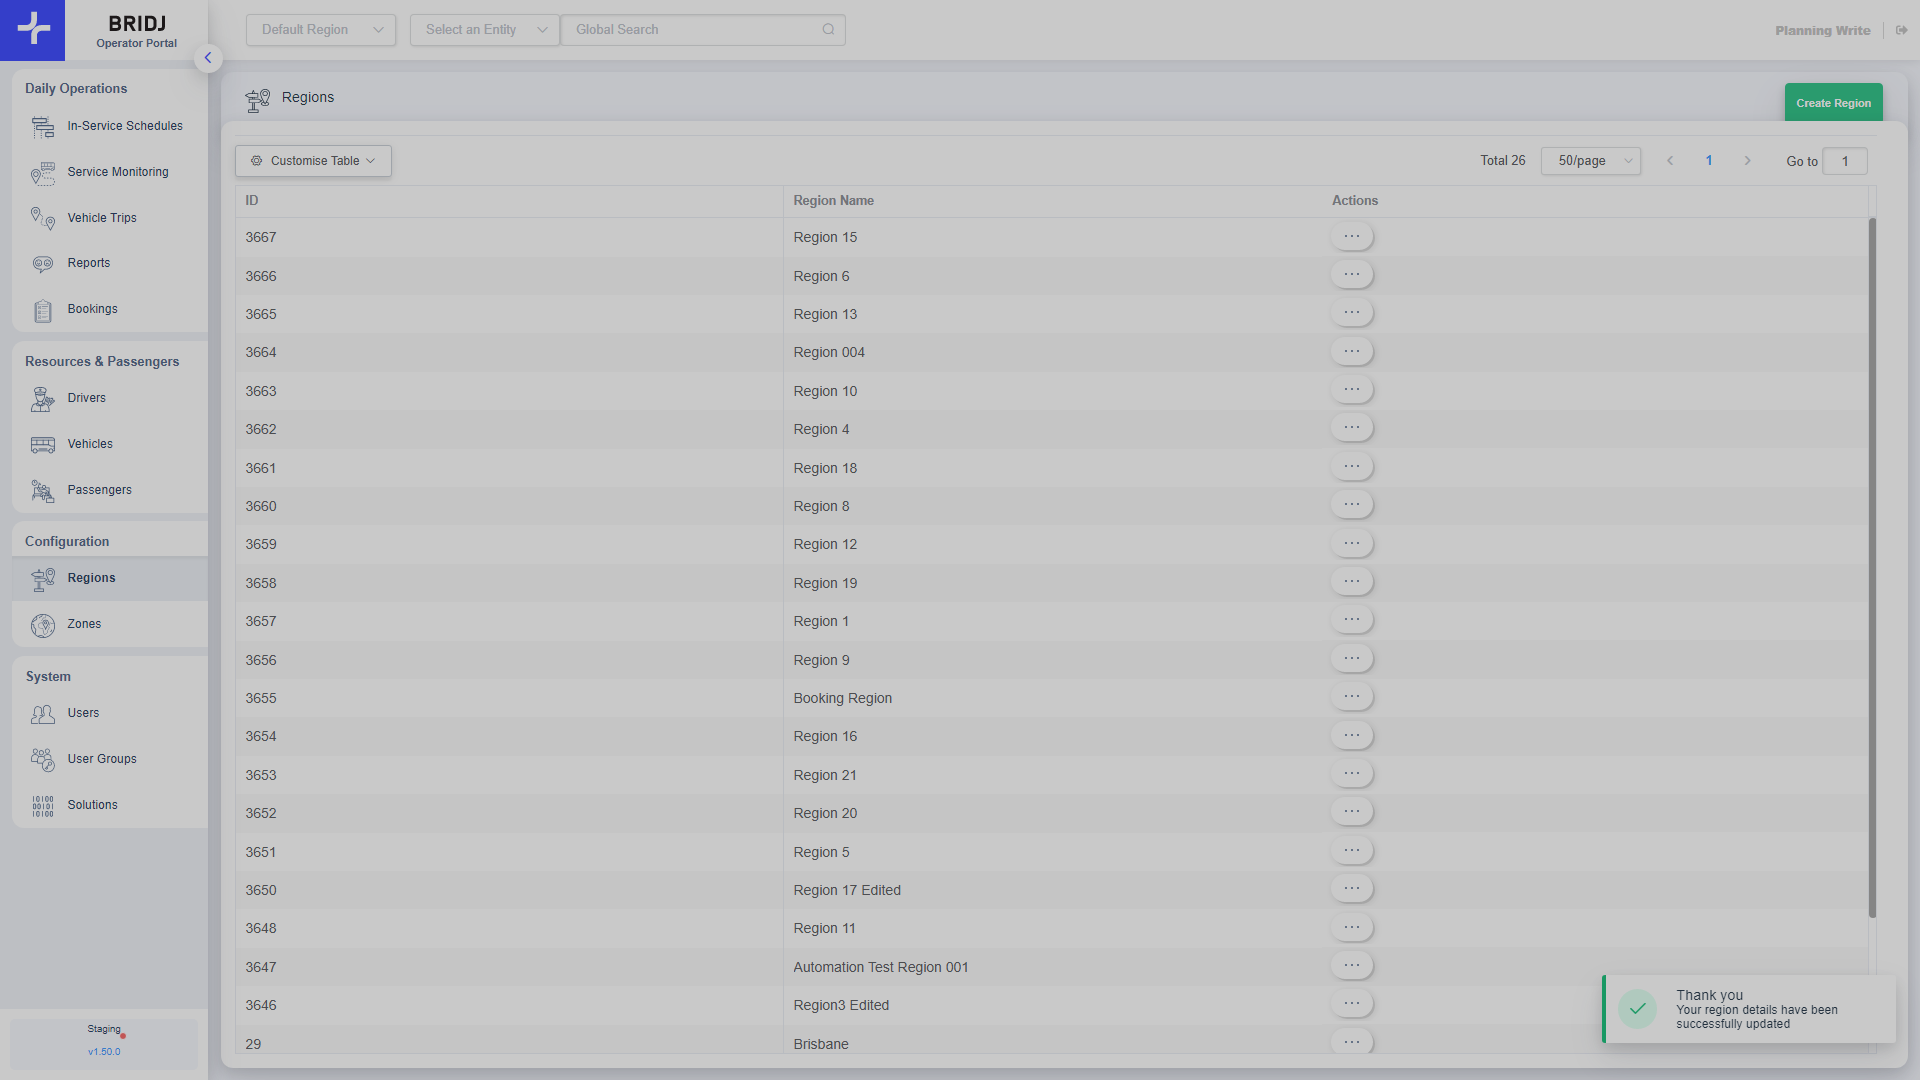 BRIDJ
Operator Portal
Default Region
Select an Entity
Global Search
Planning Write
Daily Operations
In-Service Schedules
Service Monitoring
Vehicle Trips
Reports
Bookings
Resources & Passengers
Drivers
Vehicles
Passengers
Configuration
Regions
Zones
System
Users
User Groups
10100
00101
10100
Solutions
Staging
v1.50.0
Regions
Create Region
Customise Table
Total 26
50/page
1
Go to
1
ID Region Name Actions
3667 Region 15
3666 Region 6
3665 Region 13
3664 Region 004
3663 Region 10
3662 Region 4
3661 Region 18
3660 Region 8
3659 Region 12
3658 Region 19
3657 Region 1
3656 Region 9
3655 Booking Region
3654 Region 16
3653 Region 21
3652 Region 20
3651 Region 5
3650 Region 17 Edited
3648 Region 11
3647 Automation Test Region 001
3646 Region3 Edited
29 Brisbane
Thank you
Your region details have been
successfully updated